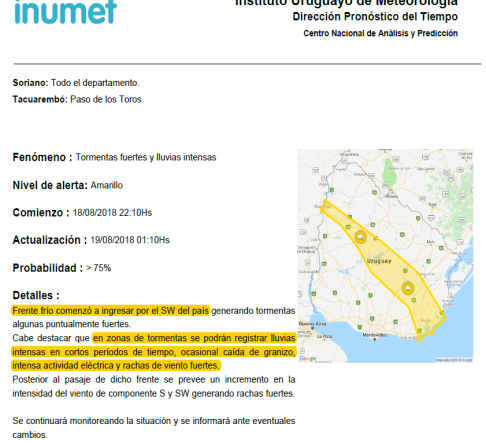 inumet
Instituto Uruguayo de Meteorología
Dirección Pronóstico del Tiempo
Centro Nacional de Análisis y Predicción
Soriano: Todo el departamento.
Tacuarembó: Paso de los Toros.
Fenómeno : Tormentas fuertes y lluvias intensas
Nivel de alerta: Amarillo
Comienzo : 18/08/2018 22:10Hs
Actualización : 19/08/2018 01:10Hs
Probabilidad : > 75%
Detalles :
Frente frío comenzó a ingresar por el SW del país generando tormentas
algunas puntualmente fuertes.
Cabe destacar que en zonas de tormentas se podrán registrar lluvias
intensas en cortos períodos de tiempo, ocasional caída de granizo,
intensa actividad eléctrica y rachas de viento fuertes.
Posterior al pasaje de dicho frente se prevee un incremento en la
intensidad del viento de componente S y SW generando rachas fuertes.
Se continuará monitoreando la situación y se informará ante eventuales
cambios.
Uruguay
Buenos Aires
La Plata
Montevideo
Google